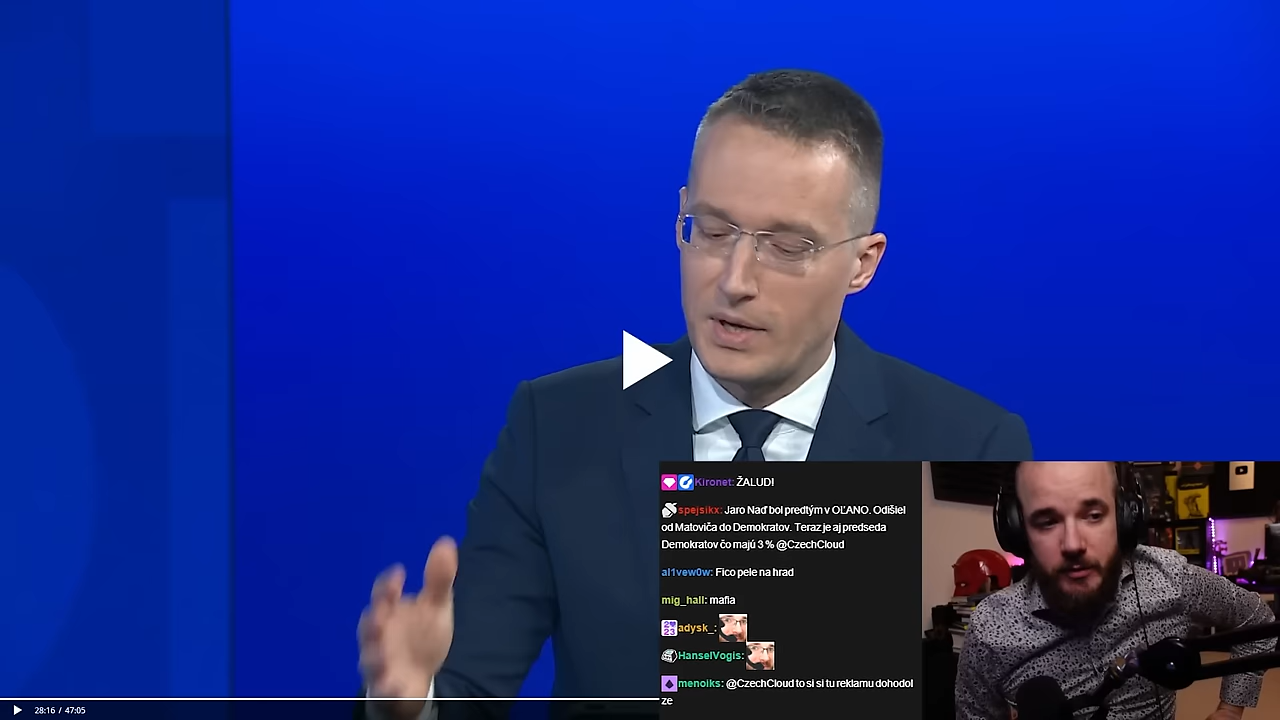 Kironet: ŽALUDI
spejsikx: Jaro Naď bol predtým v OĽANO. Odišiel
od Matoviča do Demokratov. Teraz je aj predseda
Demokratov čo majú 3 % @CzechCloud
al1vew0w: Fico pele na hrad
mig_hall: mafia
adysk_:
HanselVogis:
menoiks: @CzechCloud to si si tu reklamu dohodol
ze
28:16 / 47:05